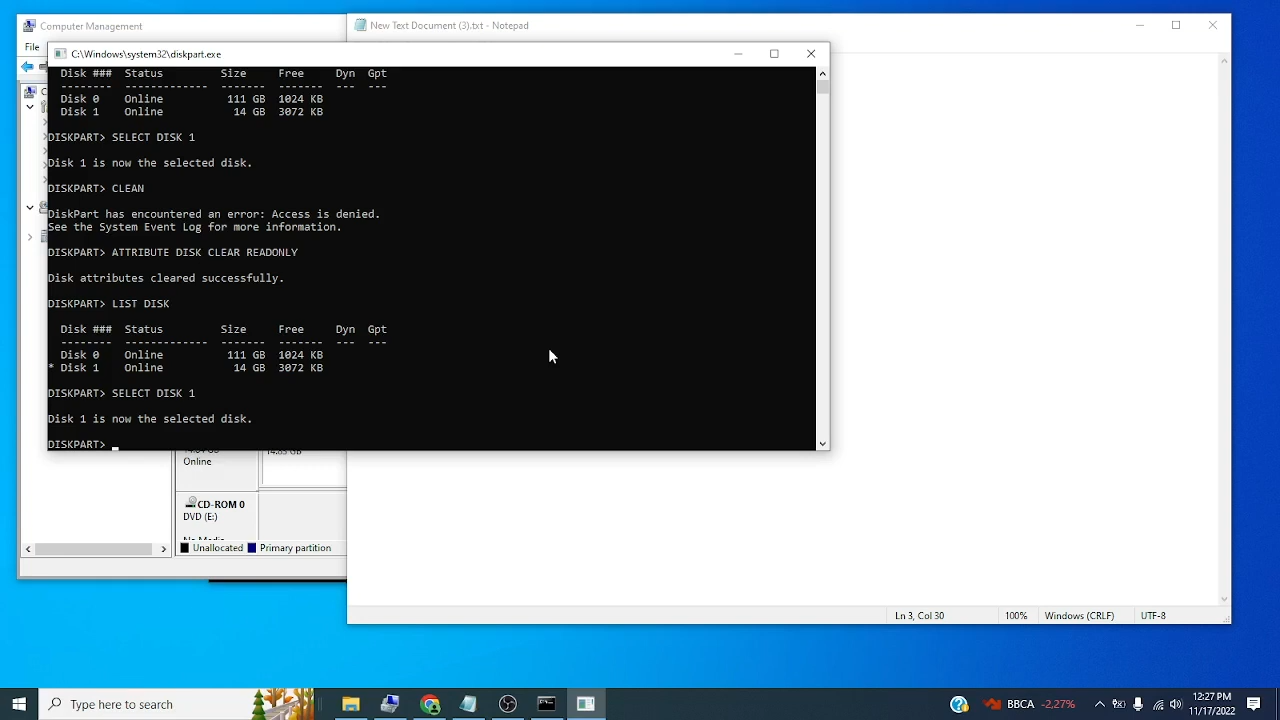 Computer Management
New Text Document (3).txt - Notepad
File
C:\Windows\system32\diskpart.exe
Disk ### Status Size Free Dyn Gpt
-------- ------------- ------- ------- --- ---
Disk 0 Online 111 GB 1024 KB
Disk 1 Online 14 GB 3072 KB
DISKPART> SELECT DISK 1
Disk 1 is now the selected disk.
DISKPART> CLEAN
DiskPart has encountered an error: Access is denied.
See the System Event Log for more information.
DISKPART> ATTRIBUTE DISK CLEAR READONLY
Disk attributes cleared successfully.
DISKPART> LIST DISK
Disk ### Status Size Free Dyn Gpt
-------- ------------- ------- ------- --- ---
Disk 0 Online 111 GB 1024 KB
* Disk 1 Online 14 GB 3072 KB
DISKPART> SELECT DISK 1
Disk 1 is now the selected disk.
DISKPART>
Online
CD-ROM 0
DVD (E:)
Unallocated Primary partition
Ln 3, Col 30 100% Windows (CRLF) UTF-8
Type here to search
BBCA -2,27%
12:27 PM
11/17/2022